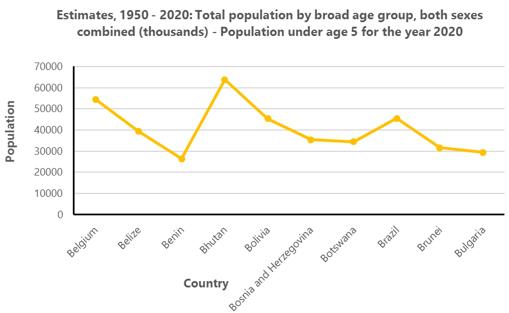 Estimates, 1950 - 2020: Total population by broad age group, both sexes
combined (thousands) - Population under age 5 for the year 2020
70000
60000
50000
40000
30000
20000
10000
0
Population
Belgium
Belize
Benin
Bhutan
Bolivia
Bosnia and Herzegovina
Botswana
Brazil
Brunei
Bulgaria
Country